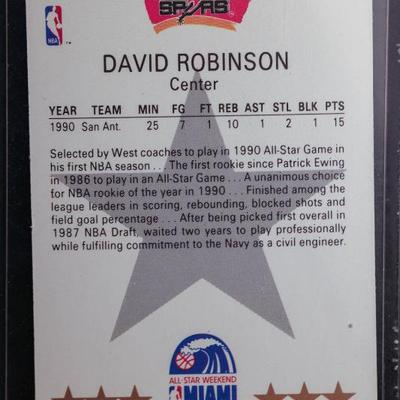 SPURS
NBA
DAVID ROBINSON
Center
YEAR TEAM MIN FG FT REB AST STL BLK PTS
1990 San Ant. 25 7 1 10 1 2 1 15
Selected by West coaches to play in 1990 All-Star Game in
his first NBA season . . . The first rookie since Patrick Ewing
in 1986 to play in an All-Star Game . . . A unanimous choice
for NBA rookie of the year in 1990 . . . Finished among the
league leaders in scoring, rebounding, blocked shots and
field goal percentage . . . After being picked first overall in
1987 NBA Draft, waited two years to play professionally
while fulfilling commitment to the Navy as a civil engineer.
ALL-STAR WEEKEND
MIAMI